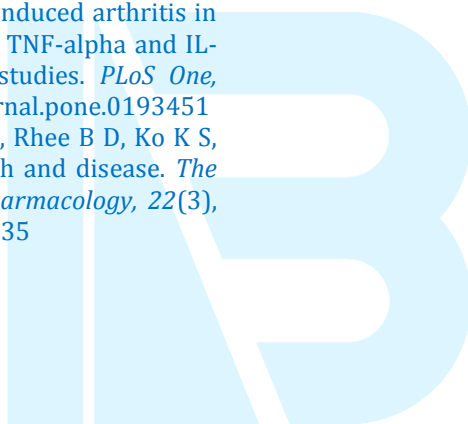 nduced arthritis in
TNF-alpha and IL-
studies. PLoS One,
rnal.pone.0193451
, Rhee B D, Ko K S,
h and disease. The
armacology, 22(3),
35